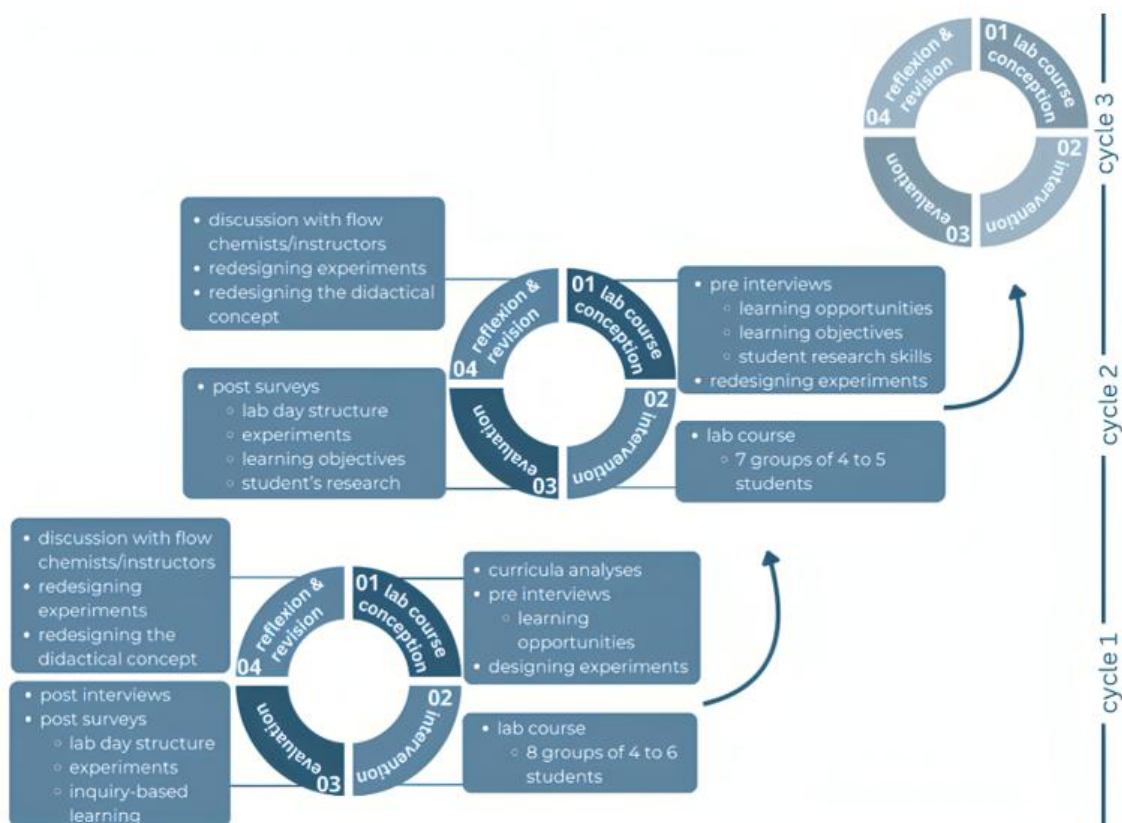 01 lab course
conception
02
intervention
03
evaluation
04
reflexion &
revision
cycle 3
• discussion with flow
chemists/instructors
• redesigning experiments
• redesigning the didactical
concept
01 lab course
conception
02
intervention
03
evaluation
04
reflexion &
revision
• pre interviews
○ learning opportunities
○ learning objectives
○ student research skills
• redesigning experiments
• post surveys
○ lab day structure
○ experiments
○ learning objectives
○ student's research
• lab course
○ 7 groups of 4 to 5
students
cycle 2
• discussion with flow
chemists/instructors
• redesigning
experiments
• redesigning the
didactical concept
01 lab course
conception
02
intervention
03
evaluation
04
reflexion &
revision
• curricula analyses
• pre interviews
○ learning
opportunities
• designing experiments
• post interviews
• post surveys
○ lab day structure
○ experiments
○ inquiry-based
learning
• lab course
○ 8 groups of 4 to 6
students
cycle 1